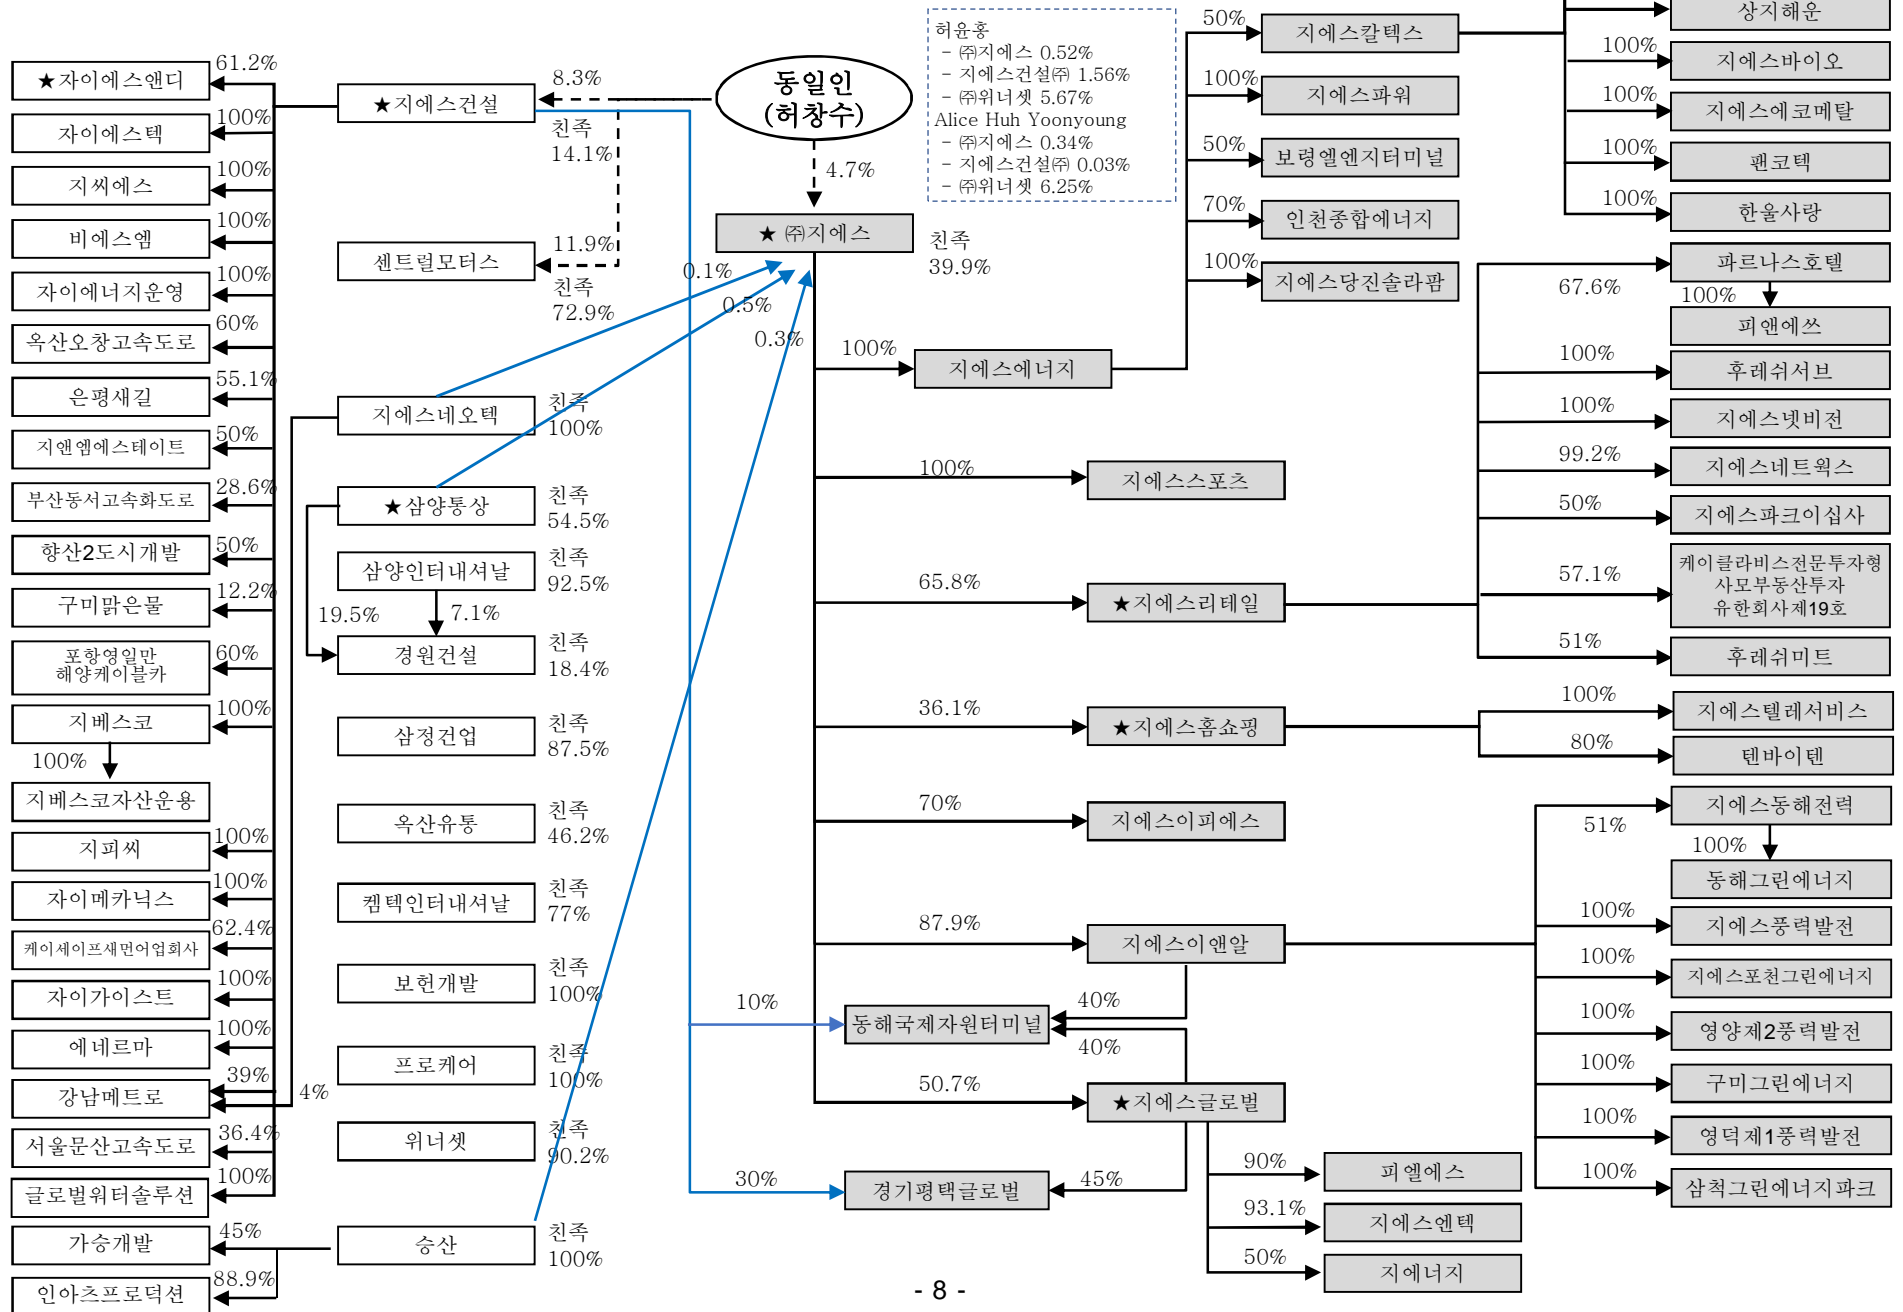 ★자이에스앤디
61.2%
자이에스텍
100%
지씨에스
100%
비에스엠
100%
자이에너지운영
100%
옥산오창고속도로
60%
은평새길
55.1%
지앤엠에스테이트
50%
부산동서고속화도로
28.6%
향산2도시개발
50%
구미맑은물
12.2%
포항영일만
해양케이블카
60%
지베스코
100%
100%
지베스코자산운용
지피씨
100%
자이메카닉스
100%
케이세이프새먼어업회사
62.4%
자이가이스트
100%
에네르마
100%
강남메트로
39%
4%
서울문산고속도로
36.4%
글로벌워터솔루션
100%
가승개발
45%
인아츠프로덕션
88.9%
★지에스건설
8.3%
친족
14.1%
센트럴모터스
11.9%
친족
72.9%
지에스네오텍
친족
100%
★삼양통상
친족
54.5%
삼양인터내셔날
친족
92.5%
19.5%
7.1%
경원건설
친족
18.4%
삼정건업
친족
87.5%
옥산유통
친족
46.2%
켐텍인터내셔날
친족
77%
보헌개발
친족
100%
프로케어
친족
100%
위너셋
친족
90.2%
승산
친족
100%
동일인
(허창수)
4.7%
★ ㈜지에스
친족
39.9%
0.1%
0.5%
0.3%
허윤홍
- ㈜지에스 0.52%
- 지에스건설㈜ 1.56%
- ㈜위너셋 5.67%
Alice Huh Yoonyoung
- ㈜지에스 0.34%
- 지에스건설㈜ 0.03%
- ㈜위너셋 6.25%
100%
지에스에너지
50%
지에스칼텍스
100%
지에스파워
50%
보령엘엔지터미널
70%
인천종합에너지
100%
지에스당진솔라팜
상지해운
100%
지에스바이오
100%
지에스에코메탈
100%
팬코텍
100%
한울사랑
100%
지에스스포츠
65.8%
★지에스리테일
67.6%
파르나스호텔
100%
피앤에쓰
100%
후레쉬서브
100%
지에스넷비전
99.2%
지에스네트웍스
50%
지에스파크이십사
57.1%
케이클라비스전문투자형
사모부동산투자
유한회사제19호
51%
후레쉬미트
36.1%
★지에스홈쇼핑
100%
지에스텔레서비스
80%
텐바이텐
70%
지에스이피에스
87.9%
지에스이앤알
51%
지에스동해전력
100%
동해그린에너지
100%
지에스풍력발전
100%
지에스포천그린에너지
100%
영양제2풍력발전
100%
구미그린에너지
100%
영덕제1풍력발전
100%
삼척그린에너지파크
10%
동해국제자원터미널
40%
40%
50.7%
★지에스글로벌
30%
경기평택글로벌
45%
90%
피엘에스
93.1%
지에스엔텍
50%
지에너지
- 8 -